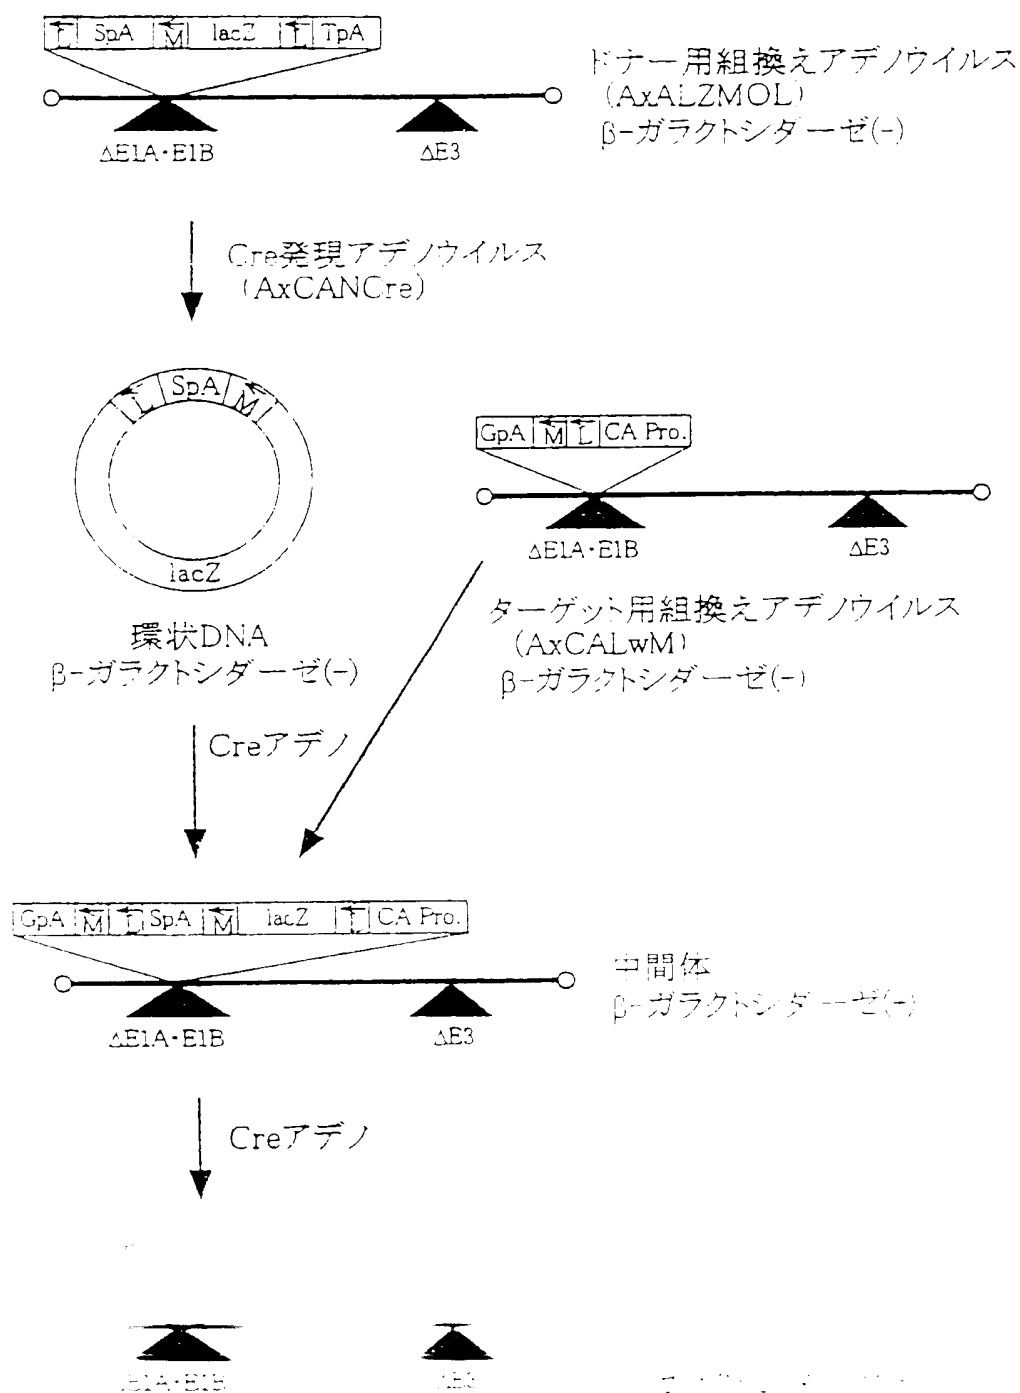 L SpA M lacZ L TpA
ドナー用組換えアデノウイルス
(AxALZMOL)
β-ガラクトシダーゼ(-)
ΔE1A·E1B
ΔE3
Cre発現アデノウイルス
(AxCANCre)
L SpA M
lacZ
GpA M L CA Pro.
ΔE1A·E1B
ΔE3
環状DNA
β-ガラクトシダーゼ(-)
ターゲット用組換えアデノウイルス
(AxCALwM)
β-ガラクトシダーゼ(-)
Creアデノ
GpA M L SpA M lacZ L CA Pro.
中間体
β-ガラクトシダーゼ(-)
ΔE1A·E1B
ΔE3
Creアデノ